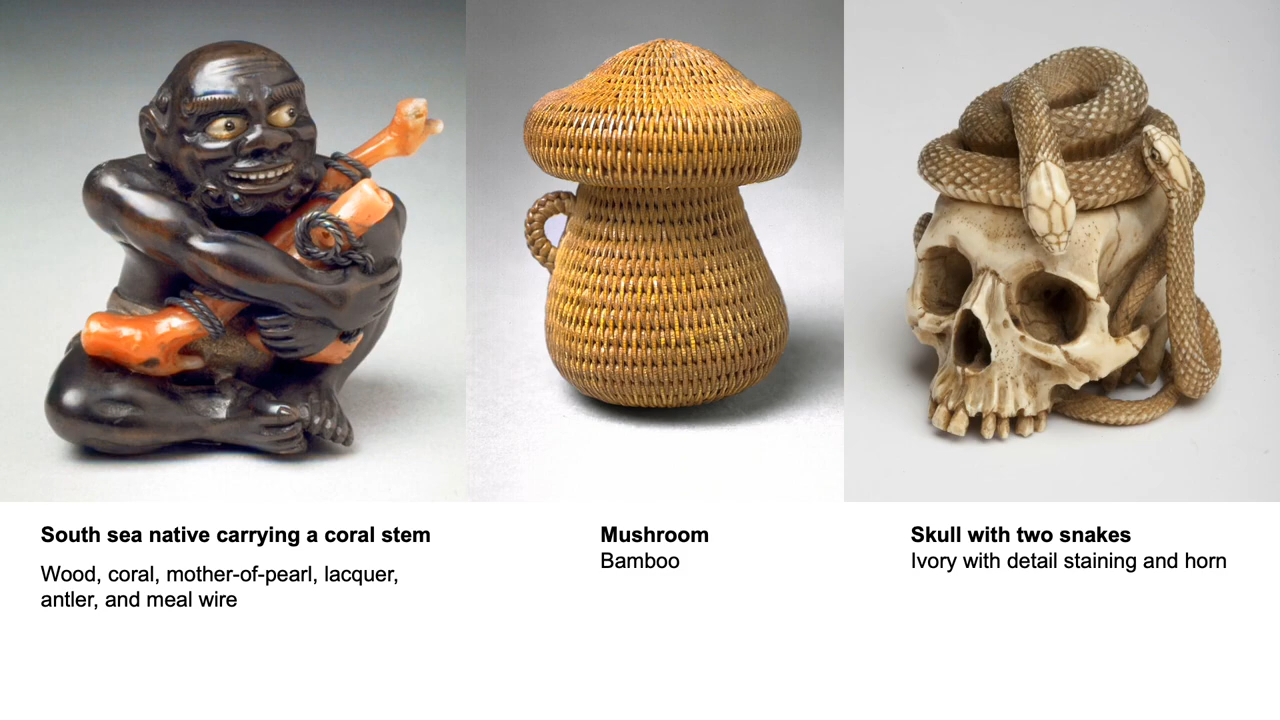 South sea native carrying a coral stem
Wood, coral, mother-of-pearl, lacquer,
antler, and meal wire
Mushroom
Bamboo
Skull with two snakes
Ivory with detail staining and horn